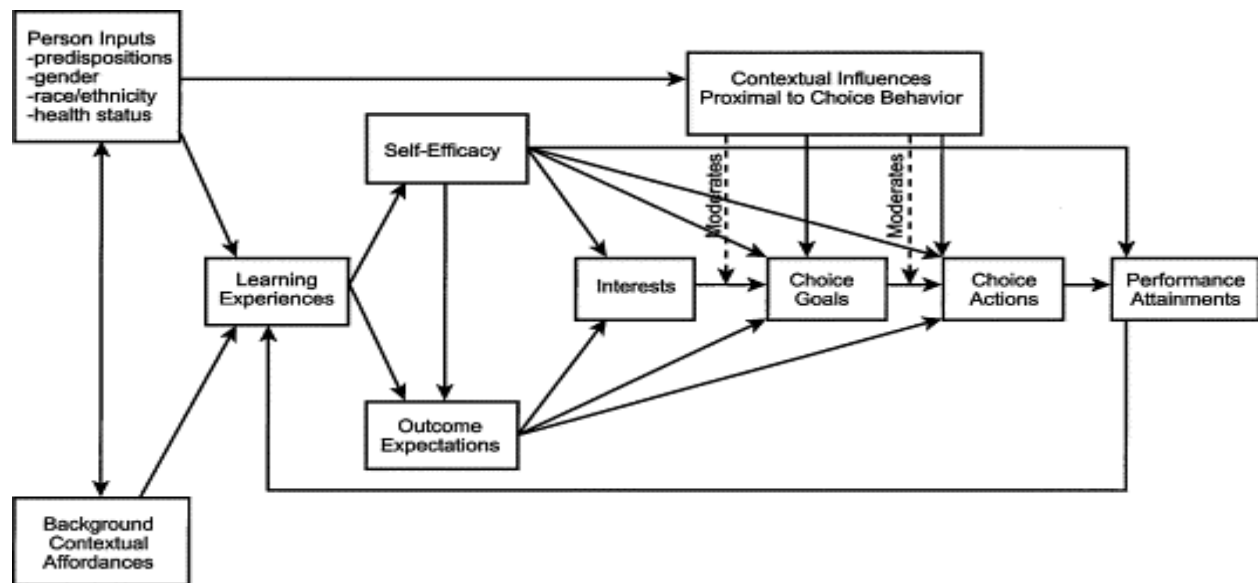 Person Inputs
-predispositions
-gender
-race/ethnicity
-health status
Contextual Influences
Proximal to Choice Behavior
Self-Efficacy
Moderates
Moderates
Learning
Experiences
Interests
Choice
Goals
Choice
Actions
Performance
Attainments
Outcome
Expectations
Background
Contextual
Affordances